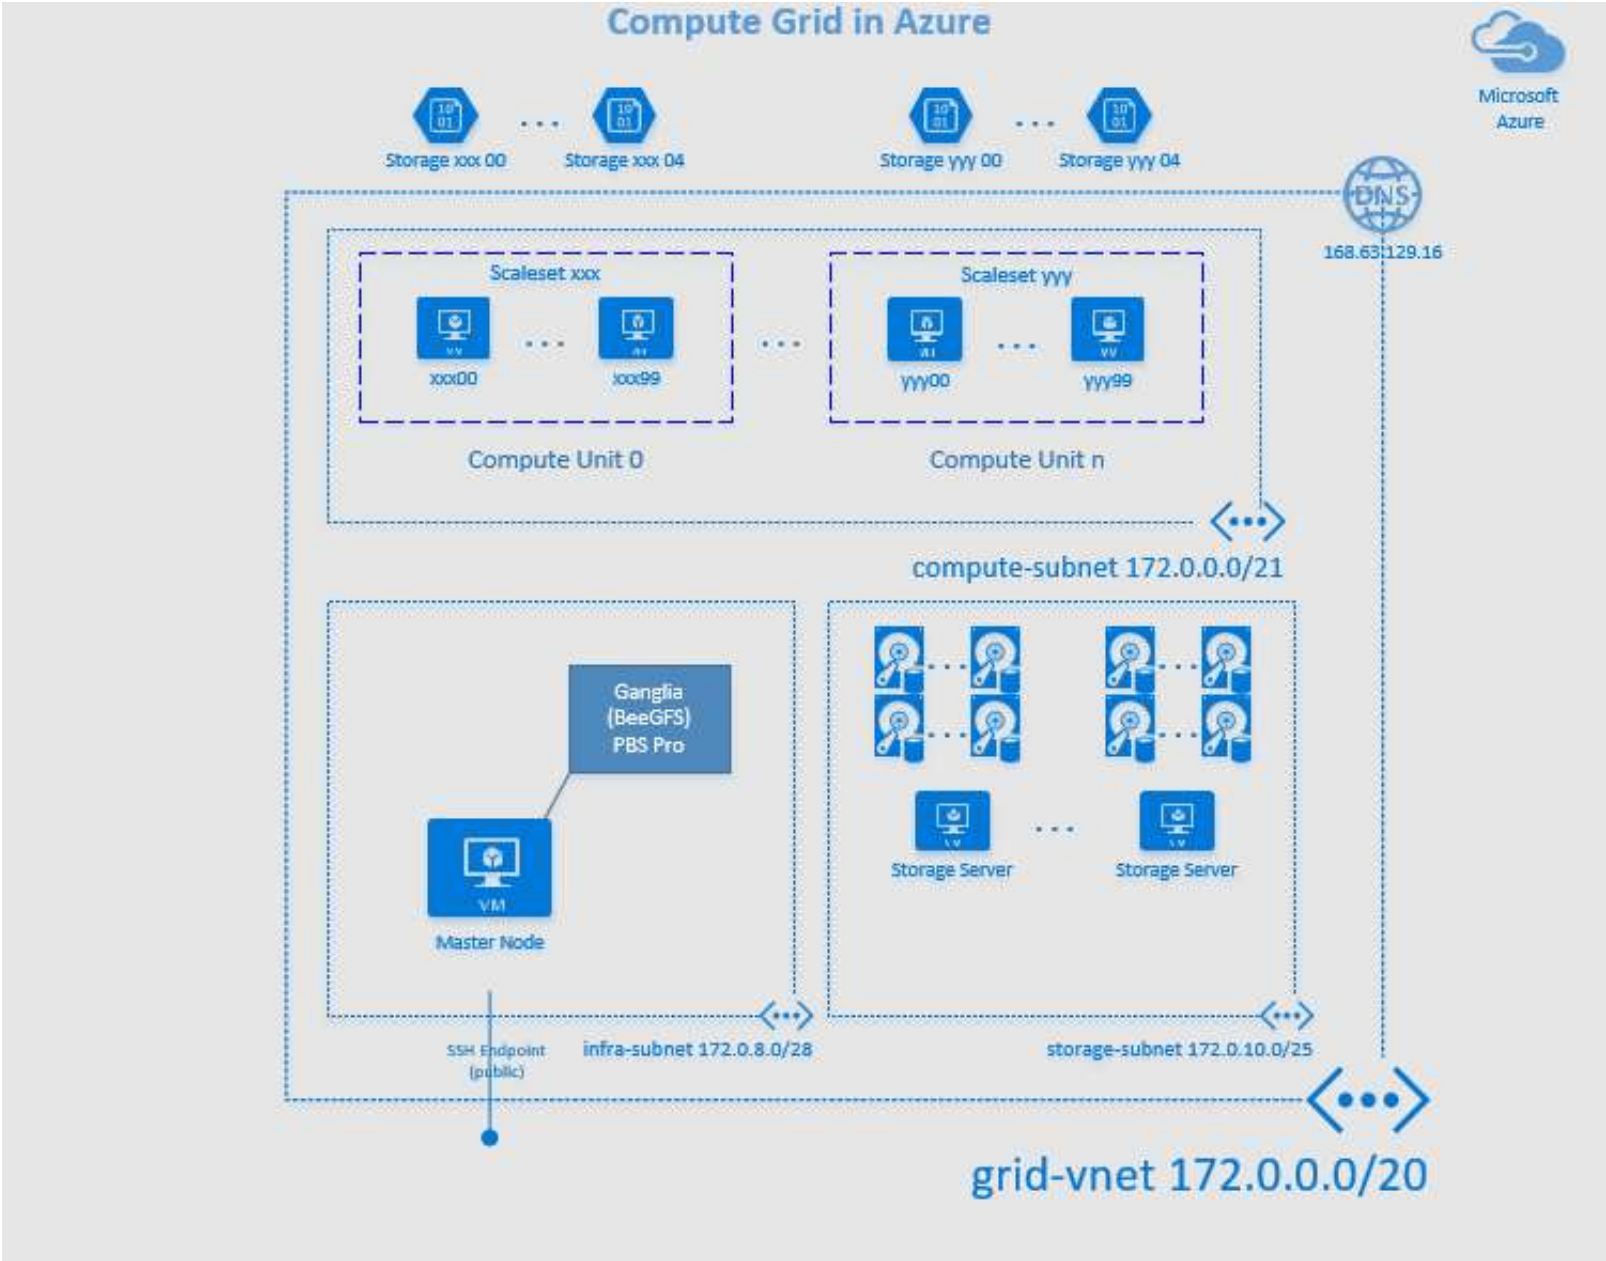 Compute Grid in Azure
Microsoft
Azure
Storage xxx 00
Storage xxx 04
Storage yyy 00
Storage yyy 04
DNS
168.63.129.16
Scaleset xxx
Scaleset yyy
xxx00
xxx99
yyy00
yyy99
Compute Unit 0
Compute Unit n
compute-subnet 172.0.0.0/21
Ganglia
(BeeGFS)
PBS Pro
VM
Master Node
Storage Server
Storage Server
SSH Endpoint
(public)
infra-subnet 172.0.8.0/28
storage-subnet 172.0.10.0/25
grid-vnet 172.0.0.0/20